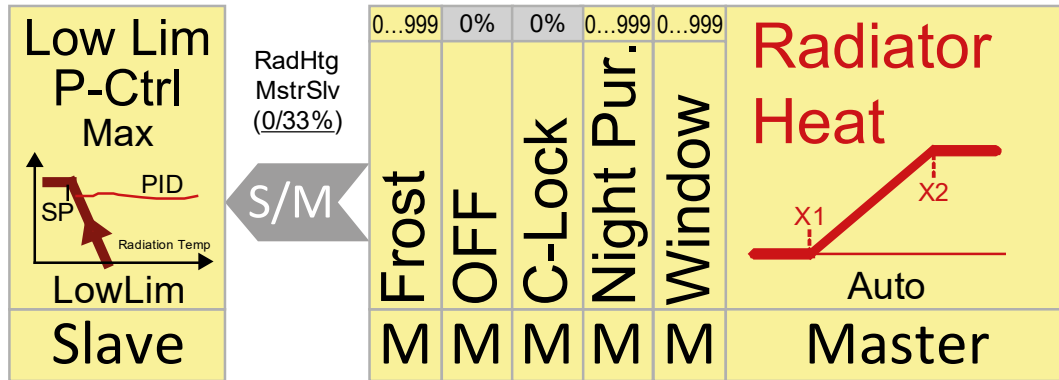 Low Lim
P-Ctrl
Max
PID
SP
Radiation Temp
LowLim
Slave
RadHtg
MstrSlv
(0/33%)
S/M
0...999
0%
0%
0...999
0...999
Frost
OFF
C-Lock
Night Pur.
Window
M
M
M
M
M
Radiator
Heat
X1
X2
Auto
Master